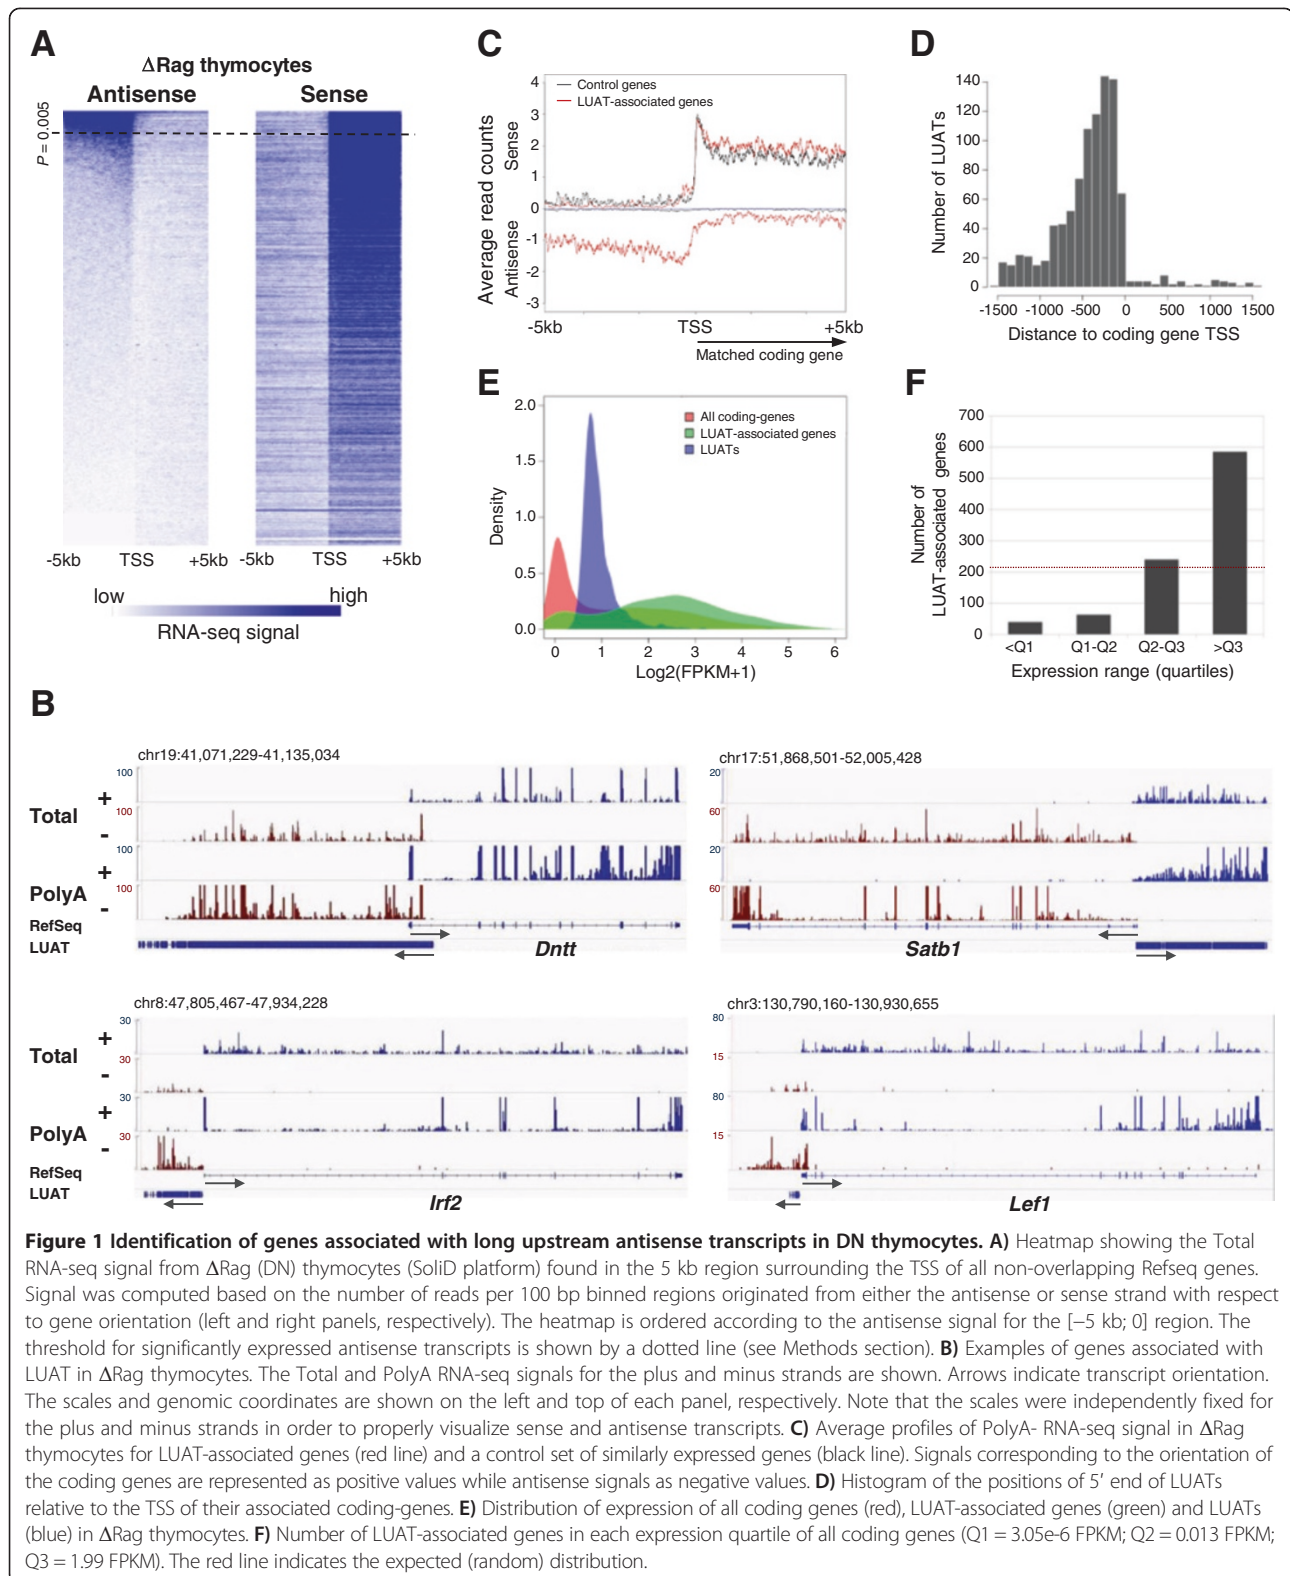 A
ΔRag thymocytes
Antisense
Sense
P = 0.005
-5kb
TSS
+5kb
-5kb
TSS
+5kb
low
high
RNA-seq signal
C
Control genes
LUAT-associated genes
Average read counts
Sense
Antisense
4
3
2
1
0
-1
-2
-3
-5kb
TSS
+5kb
Matched coding gene
D
Number of LUATs
140
120
100
80
60
40
20
0
-1500
-1000
-500
0
500
1000
1500
Distance to coding gene TSS
E
All coding-genes
LUAT-associated genes
LUATs
Density
2.0
1.5
1.0
0.5
0.0
0
1
2
3
4
5
6
Log2(FPKM+1)
F
Number of
LUAT-associated genes
700
600
500
400
300
200
100
0
<Q1
Q1-Q2
Q2-Q3
>Q3
Expression range (quartiles)
B
chr19:41,071,229-41,135,034
Total
+
100
-
100
PolyA
+
100
-
100
RefSeq
LUAT
Dntt
chr17:51,868,501-52,005,428
20
60
20
60
Satb1
chr8:47,805,467-47,934,228
Total
+
30
-
30
PolyA
+
30
-
30
RefSeq
LUAT
Irf2
chr3:130,790,160-130,930,655
80
15
80
15
Lef1
Figure 1 Identification of genes associated with long upstream antisense transcripts in DN thymocytes. A) Heatmap showing the Total
RNA-seq signal from ΔRag (DN) thymocytes (SoliD platform) found in the 5 kb region surrounding the TSS of all non-overlapping Refseq genes.
Signal was computed based on the number of reads per 100 bp binned regions originated from either the antisense or sense strand with respect
to gene orientation (left and right panels, respectively). The heatmap is ordered according to the antisense signal for the [−5 kb; 0] region. The
threshold for significantly expressed antisense transcripts is shown by a dotted line (see Methods section). B) Examples of genes associated with
LUAT in ΔRag thymocytes. The Total and PolyA RNA-seq signals for the plus and minus strands are shown. Arrows indicate transcript orientation.
The scales and genomic coordinates are shown on the left and top of each panel, respectively. Note that the scales were independently fixed for
the plus and minus strands in order to properly visualize sense and antisense transcripts. C) Average profiles of PolyA- RNA-seq signal in ΔRag
thymocytes for LUAT-associated genes (red line) and a control set of similarly expressed genes (black line). Signals corresponding to the orientation of
the coding genes are represented as positive values while antisense signals as negative values. D) Histogram of the positions of 5′ end of LUATs
relative to the TSS of their associated coding-genes. E) Distribution of expression of all coding genes (red), LUAT-associated genes (green) and LUATs
(blue) in ΔRag thymocytes. F) Number of LUAT-associated genes in each expression quartile of all coding genes (Q1 = 3.05e-6 FPKM; Q2 = 0.013 FPKM;
Q3 = 1.99 FPKM). The red line indicates the expected (random) distribution.